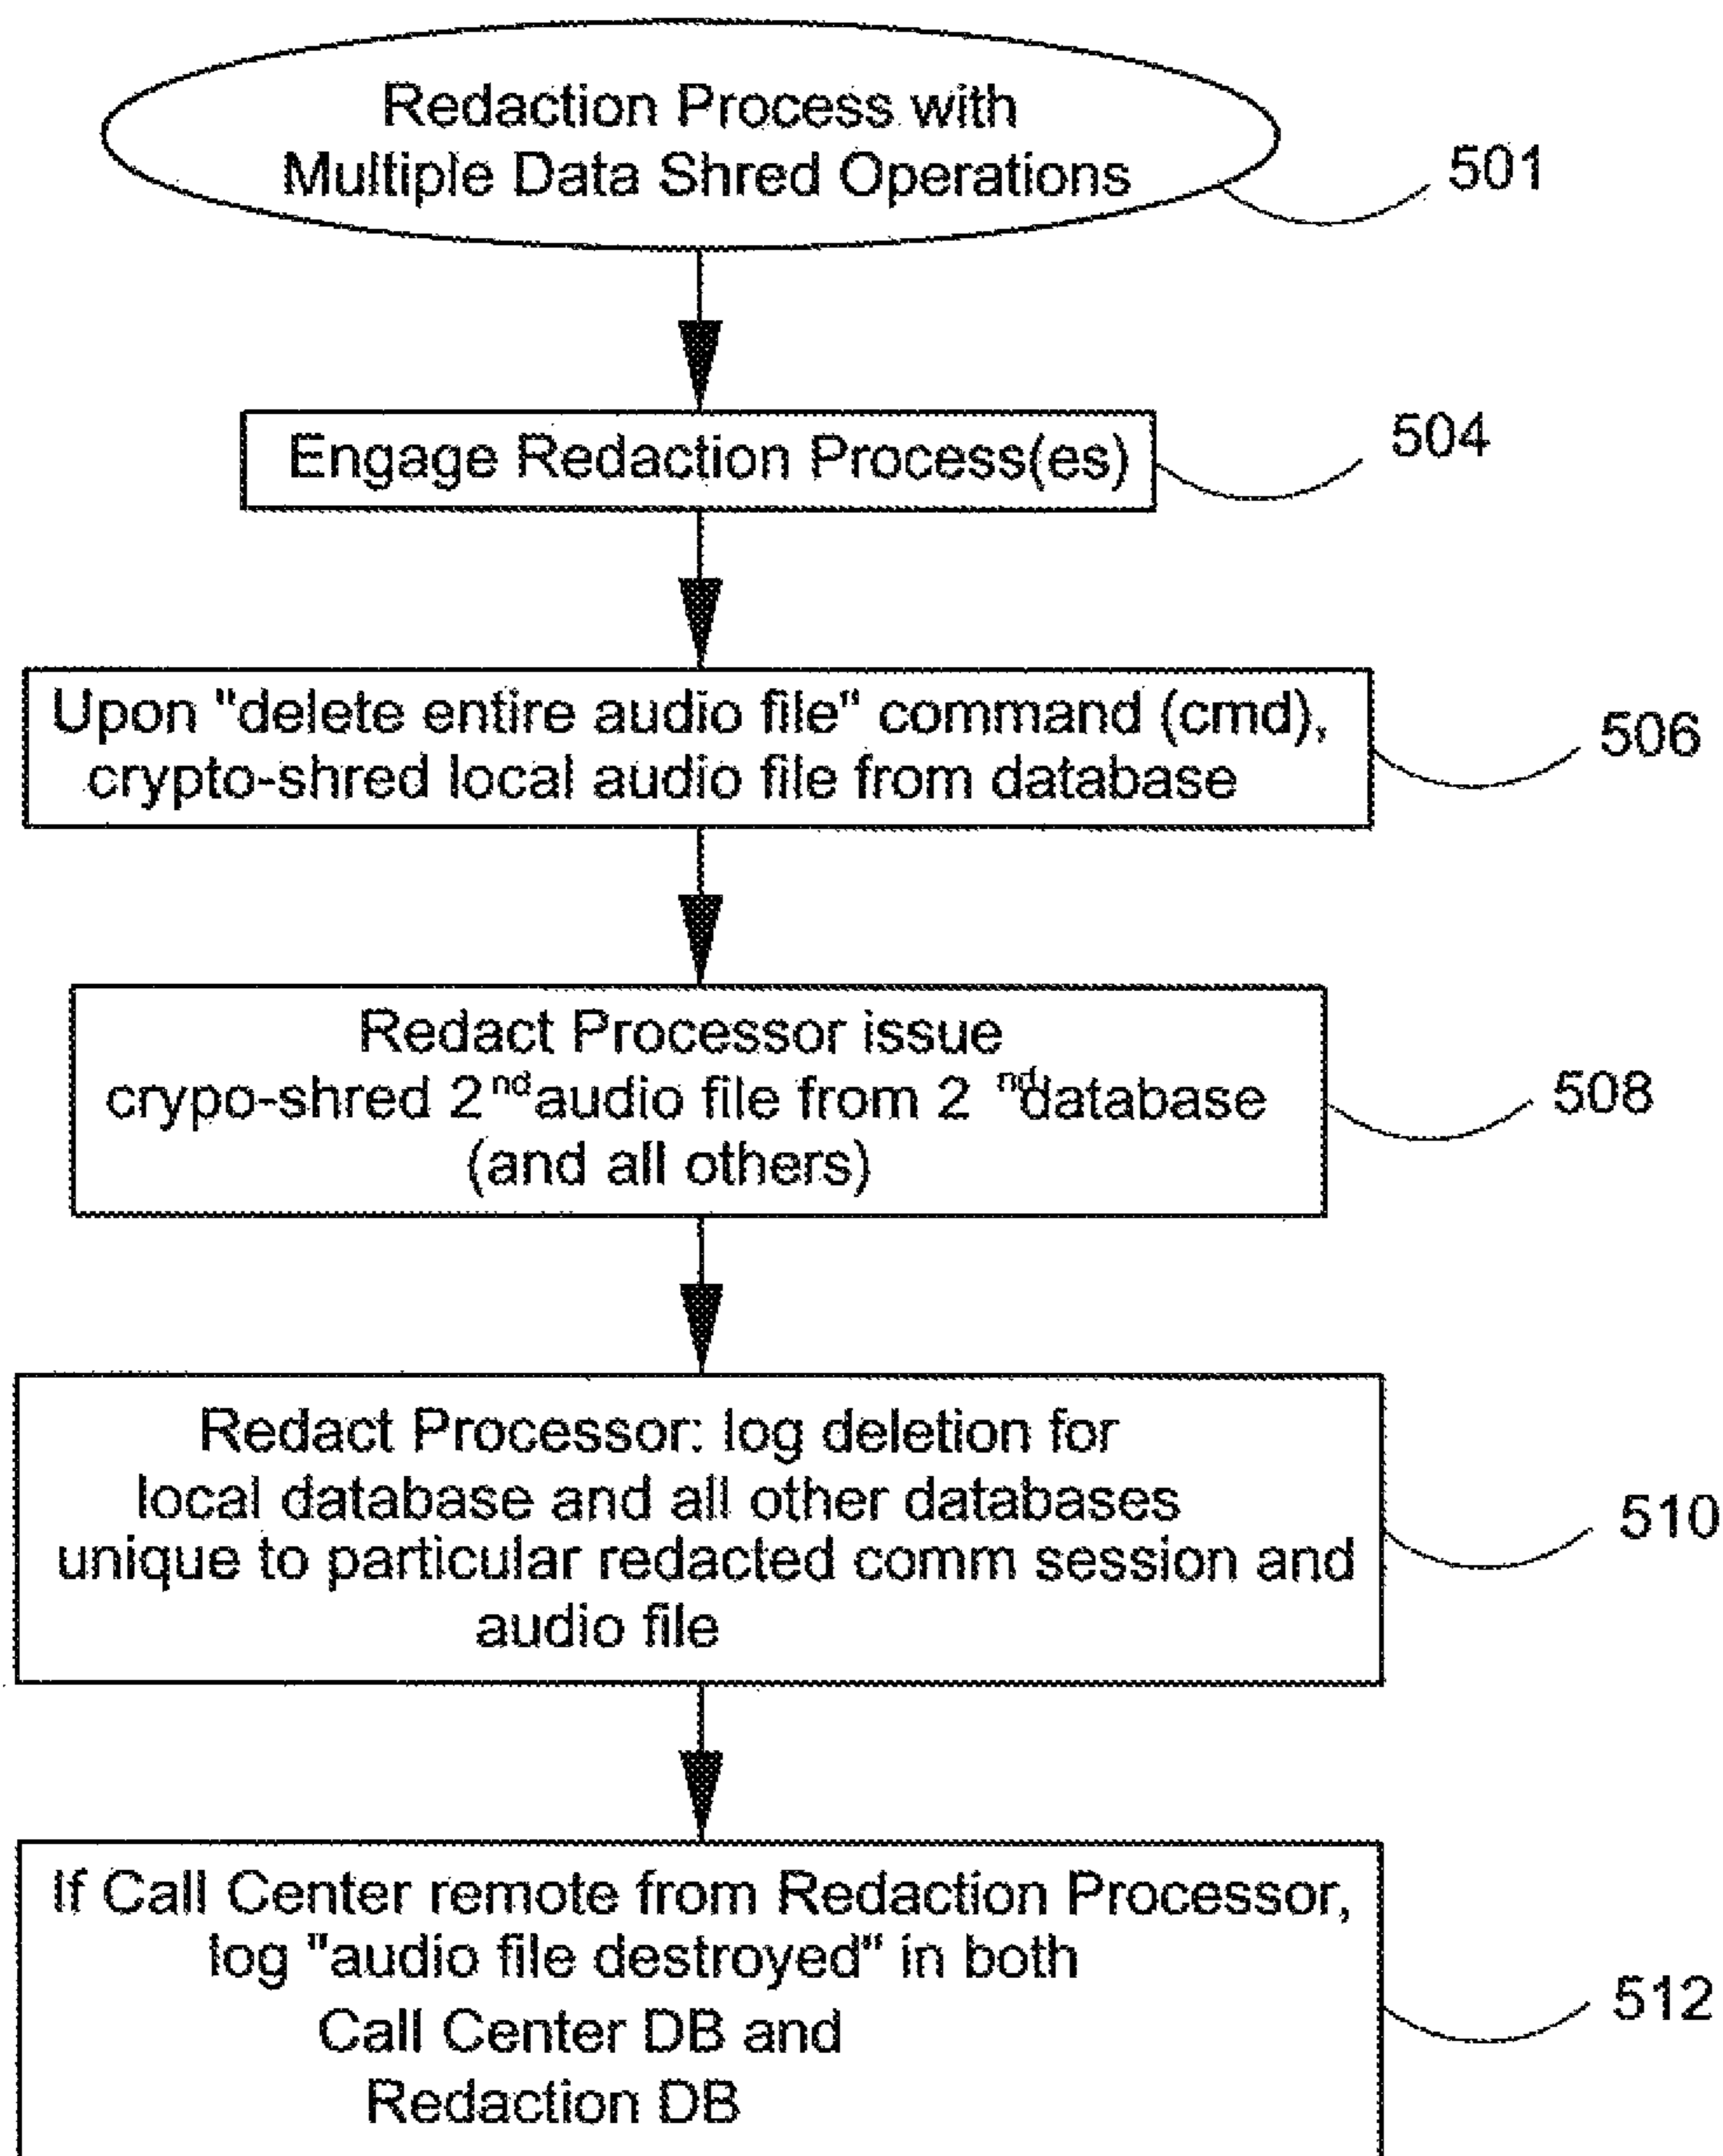 Redaction Process with
Multiple Data Shred Operations
501
Engage Redaction Process(es)
504
Upon "delete entire audio file" command (cmd),
crypto-shred local audio file from database
506
Redact Processor issue
crypo-shred 2nd audio file from 2nd database
(and all others)
508
Redact Processor: log deletion for
local database and all other databases
unique to particular redacted comm session and
audio file
510
If Call Center remote from Redaction Processor,
log "audio file destroyed" in both
Call Center DB and
Redaction DB
512